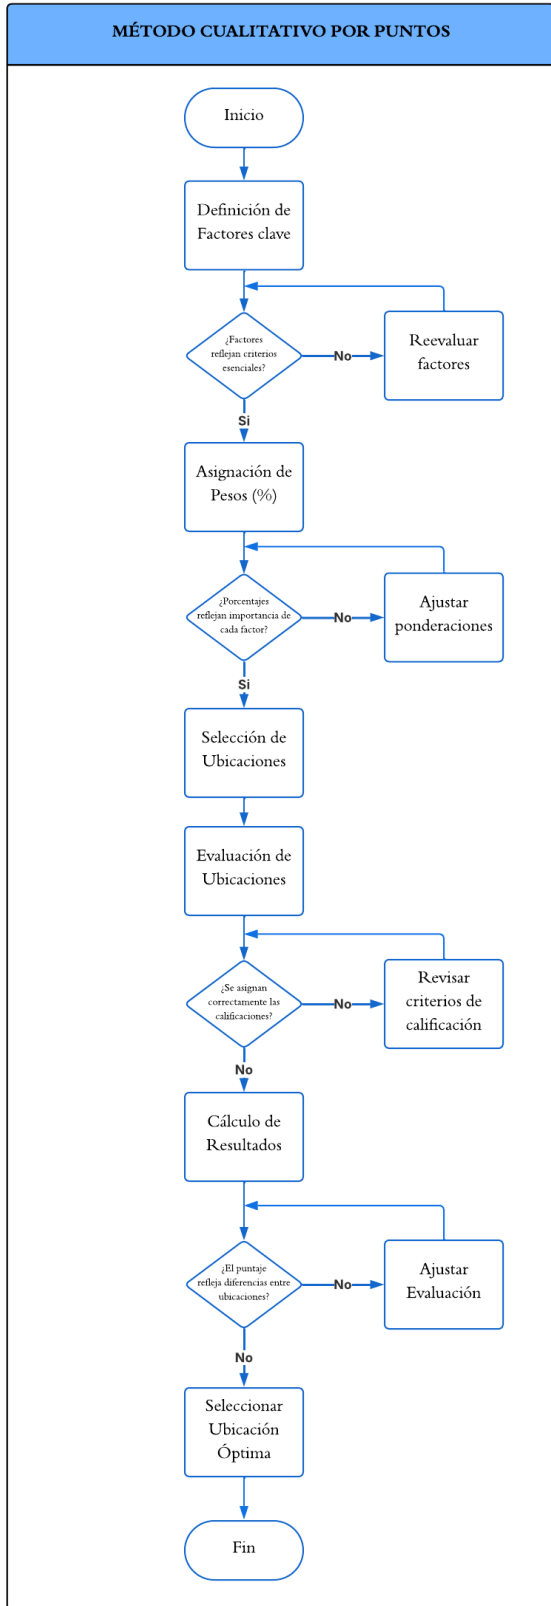 MÉTODO CUALITATIVO POR PUNTOS
Inicio
Definición de
Factores clave
¿Factores
reflejan criterios
esenciales?
No
Reevaluar
factores
Si
Asignación de
Pesos (%)
¿Porcentajes
reflejan importancia de
cada factor?
No
Ajustar
ponderaciones
Si
Selección de
Ubicaciones
Evaluación de
Ubicaciones
¿Se asignan
correctamente las
calificaciones?
No
Revisar
criterios de
calificación
No
Cálculo de
Resultados
¿El puntaje
refleja diferencias entre
ubicaciones?
No
Ajustar
Evaluación
No
Seleccionar
Ubicación
Óptima
Fin